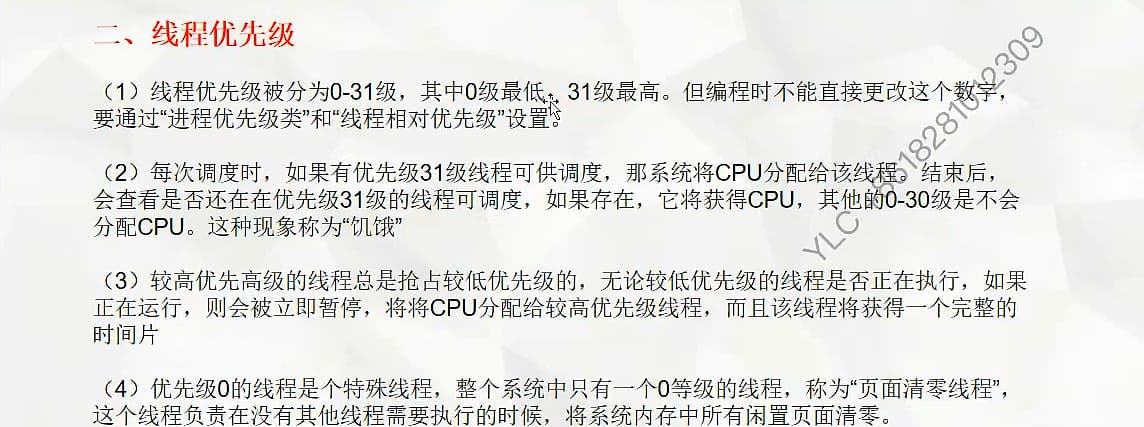 二、线程优先级
（1）线程优先级被分为0-31级，其中0级最低，31级最高。但编程时不能直接更改这个数字，
要通过“进程优先级类”和“线程相对优先级”设置。
（2）每次调度时，如果有优先级31级线程可供调度，那系统将CPU分配给该线程。结束后，
会查看是否还在在优先级31级的线程可调度，如果存在，它将获得CPU，其他的0-30级是不会
分配CPU。这种现象称为“饥饿”
（3）较高优先高级的线程总是抢占较低优先级的，无论较低优先级的线程是否正在执行，如果
正在运行，则会被立即暂停，将将CPU分配给较高优先级线程，而且该线程将获得一个完整的
时间片
（4）优先级0的线程是个特殊线程，整个系统中只有一个0等级的线程，称为“页面清零线程”，
这个线程负责在没有其他线程需要执行的时候，将系统内存中所有闲置页面清零。
YLC